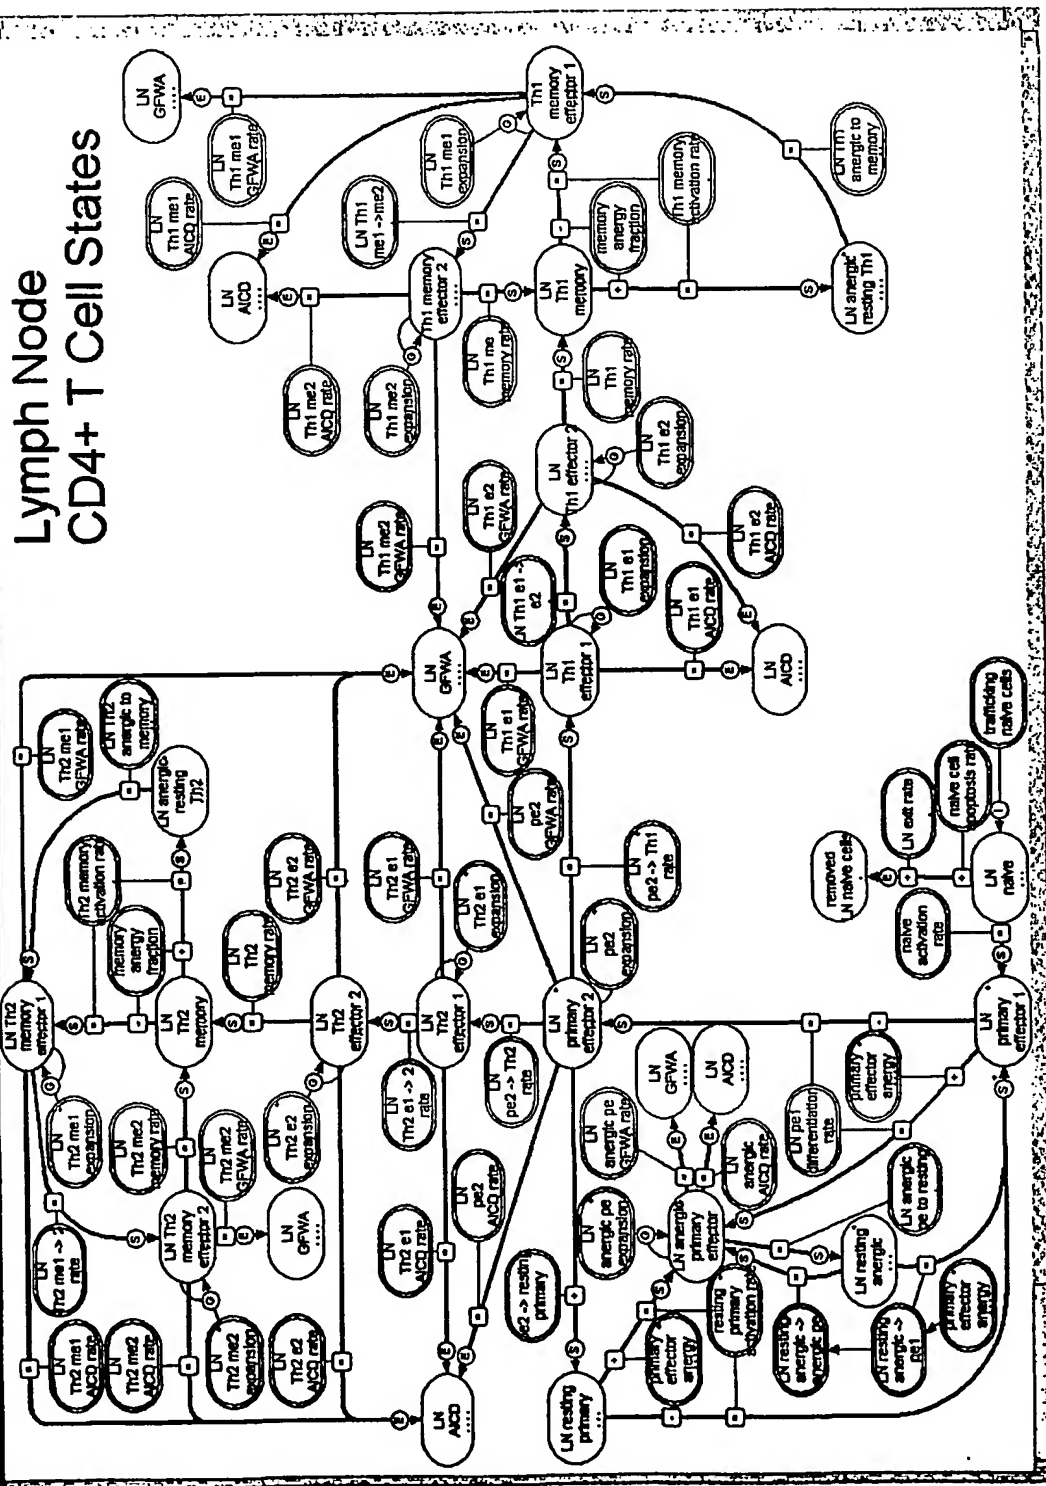 Lymph Node
CD4+ T Cell States
LN Th2
memory
effector 1
LN
Th2 me1
expansion
LN
Th2 me1 -> 2
rate
LN
Th2 me1
AICD rate
LN
Th2 me2
AICD rate
LN
Th2 me2
memory rate
LN
Th2 me2
GFWA rate
LN Th2
memory
effector 2
LN
GFWA
....
LN
Th2 me2
expansion
LN
Th2 e2
AICD rate
LN
Th2 e2
expansion
LN
Th2
memory
memory
anergy
fraction
Th2 memory
activation rate
LN
Th2 me1
GFWA rate
LN Th2
anergic to
memory
LN anergic
resting
Th2
LN
Th2
memory rate
LN
Th2 e2
GFWA rate
LN
Th2
effector 2
LN
Th2 e1
GFWA rate
LN
Th2 e1
expansion
LN
Th2
effector 1
LN
Th2 e1 -> 2
rate
LN
Th2 e1
AICD rate
LN
pe2
AICD rate
LN
AICD
....
LN
pe2 -> Th2
rate
LN
primary
effector 2
LN
pe2
expansion
LN
pe2 -> Th1
rate
LN
pe2
GFWA rate
pe2 -> resting
primary
LN resting
primary
...
LN
anergic pe
expansion
LN
anergic pe
GFWA rate
LN
GFWA
....
LN
AICD
....
LN
anergic
AICD rate
LN anergic
primary
effector
primary
effector
anergy
resting
primary
activation rate
LN resting
anergic ->
anergic pe
LN resting
anergic ->
pe1
LN resting
anergic
...
primary
effector
anergy
LN anergic
pe to resting
LN pe1
differentiation
rate
primary
effector
anergy
LN
primary
effector 1
naive
activation
rate
LN
naive
...
removed
LN naive cells
LN exit rate
naive cell
apoptosis rate
trafficking
naive cells
LN
GFWA
....
LN
Th1 e1
GFWA rate
LN
Th1
effector 1
LN Th1 e1 ->
e2
LN
Th1 e1
expansion
LN
Th1 e1
AICD rate
LN
AICD
....
LN
Th1 e2
GFWA rate
LN
Th1 me2
GFWA rate
LN
Th1 effector 2
....
LN
Th1 e2
expansion
LN
Th1 e2
AICD rate
LN
Th1
memory rate
LN
Th1
memory
LN
Th1 me
memory rate
Th1 memory
effector 2
LN
Th1 me2
expansion
LN
Th1 me2
AICD rate
LN
AICD
....
LN
Th1 me1
AICD rate
LN
Th1 me1
GFWA rate
LN
GFWA
....
LN Th1
me1 ->me2
LN
Th1 me1
expansion
Th1
memory
effector 1
memory
anergy
fraction
Th1 memory
activation rate
LN anergic
resting Th1
LN Th1
anergic to
memory